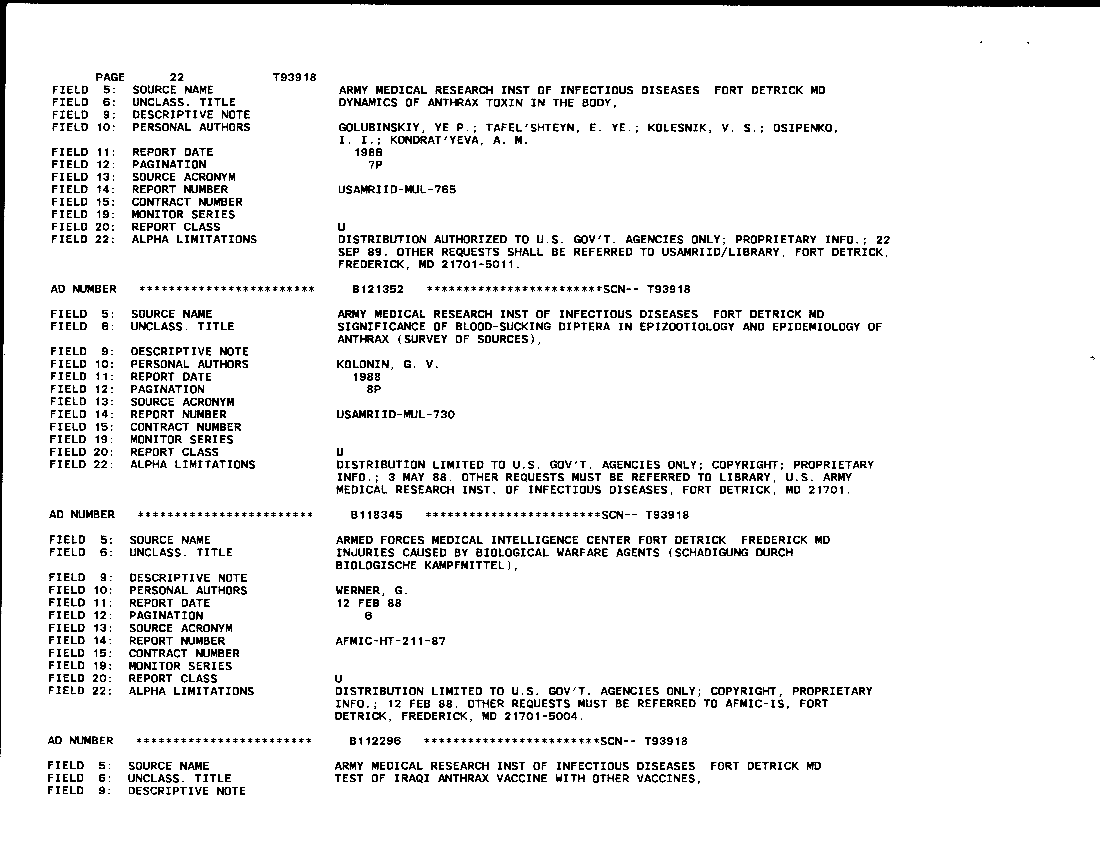 PAGE 22 T93918
FIELD 5: SOURCE NAME ARMY MEDICAL RESEARCH INST OF INFECTIOUS DISEASES FORT DETRICK MD
FIELD 6: UNCLASS. TITLE DYNAMICS OF ANTHRAX TOXIN IN THE BODY,
FIELD 9: DESCRIPTIVE NOTE
FIELD 10: PERSONAL AUTHORS GOLUBINSKIY, YE P.; TAFEL'SHTEYN, E. YE.; KOLESNIK, V. S.; OSIPENKO,
I. I.; KONDRAT'YEVA, A. M.
FIELD 11: REPORT DATE 1988
FIELD 12: PAGINATION 7P
FIELD 13: SOURCE ACRONYM
FIELD 14: REPORT NUMBER USAMRIID-MUL-765
FIELD 15: CONTRACT NUMBER
FIELD 19: MONITOR SERIES
FIELD 20: REPORT CLASS U
FIELD 22: ALPHA LIMITATIONS DISTRIBUTION AUTHORIZED TO U.S. GOV'T. AGENCIES ONLY; PROPRIETARY INFO.; 22
SEP 89. OTHER REQUESTS SHALL BE REFERRED TO USAMRIID/LIBRARY, FORT DETRICK,
FREDERICK, MD 21701-5011.
AD NUMBER ************************ B121352 ************************SCN-- T93918
FIELD 5: SOURCE NAME ARMY MEDICAL RESEARCH INST OF INFECTIOUS DISEASES FORT DETRICK MD
FIELD 6: UNCLASS. TITLE SIGNIFICANCE OF BLOOD-SUCKING DIPTERA IN EPIZOOTIOLOGY AND EPIDEMIOLOGY OF
ANTHRAX (SURVEY OF SOURCES),
FIELD 9: DESCRIPTIVE NOTE
FIELD 10: PERSONAL AUTHORS KOLONIN, G. V.
FIELD 11: REPORT DATE 1988
FIELD 12: PAGINATION 8P
FIELD 13: SOURCE ACRONYM
FIELD 14: REPORT NUMBER USAMRIID-MUL-730
FIELD 15: CONTRACT NUMBER
FIELD 19: MONITOR SERIES
FIELD 20: REPORT CLASS U
FIELD 22: ALPHA LIMITATIONS DISTRIBUTION LIMITED TO U.S. GOV'T. AGENCIES ONLY; COPYRIGHT; PROPRIETARY
INFO.; 3 MAY 88. OTHER REQUESTS MUST BE REFERRED TO LIBRARY, U.S. ARMY
MEDICAL RESEARCH INST. OF INFECTIOUS DISEASES, FORT DETRICK, MD 21701.
AD NUMBER ************************ B118345 ************************SCN-- T93918
FIELD 5: SOURCE NAME ARMED FORCES MEDICAL INTELLIGENCE CENTER FORT DETRICK FREDERICK MD
FIELD 6: UNCLASS. TITLE INJURIES CAUSED BY BIOLOGICAL WARFARE AGENTS (SCHADIGUNG DURCH
BIOLOGISCHE KAMPFMITTEL),
FIELD 9: DESCRIPTIVE NOTE
FIELD 10: PERSONAL AUTHORS WERNER, G.
FIELD 11: REPORT DATE 12 FEB 88
FIELD 12: PAGINATION 6
FIELD 13: SOURCE ACRONYM
FIELD 14: REPORT NUMBER AFMIC-HT-211-87
FIELD 15: CONTRACT NUMBER
FIELD 19: MONITOR SERIES
FIELD 20: REPORT CLASS U
FIELD 22: ALPHA LIMITATIONS DISTRIBUTION LIMITED TO U.S. GOV'T. AGENCIES ONLY; COPYRIGHT, PROPRIETARY
INFO.; 12 FEB 88. OTHER REQUESTS MUST BE REFERRED TO AFMIC-IS, FORT
DETRICK, FREDERICK, MD 21701-5004.
AD NUMBER ************************ B112296 ************************SCN-- T93918
FIELD 5: SOURCE NAME ARMY MEDICAL RESEARCH INST OF INFECTIOUS DISEASES FORT DETRICK MD
FIELD 6: UNCLASS. TITLE TEST OF IRAQI ANTHRAX VACCINE WITH OTHER VACCINES,
FIELD 9: DESCRIPTIVE NOTE